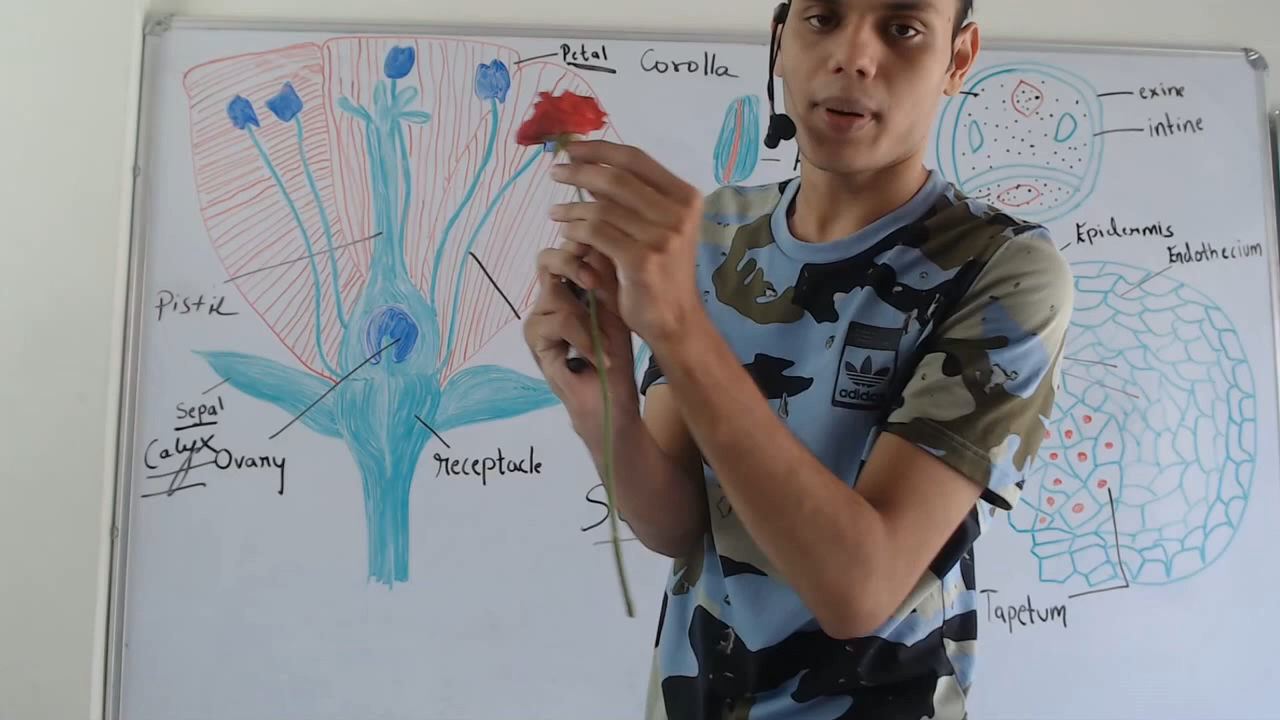 Petal
Corolla
exine
intine
Epidermis
Endothecium
Pistil
Sepal
Calyx
Ovary
receptacle
adidas
Tapetum